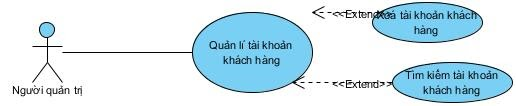 <<Extend>>
Xoá tài khoản khách
hàng
Quản lí tài khoản
khách hàng
Tìm kiếm tài khoản
khách hàng
<<Extend>>
Người quản trị